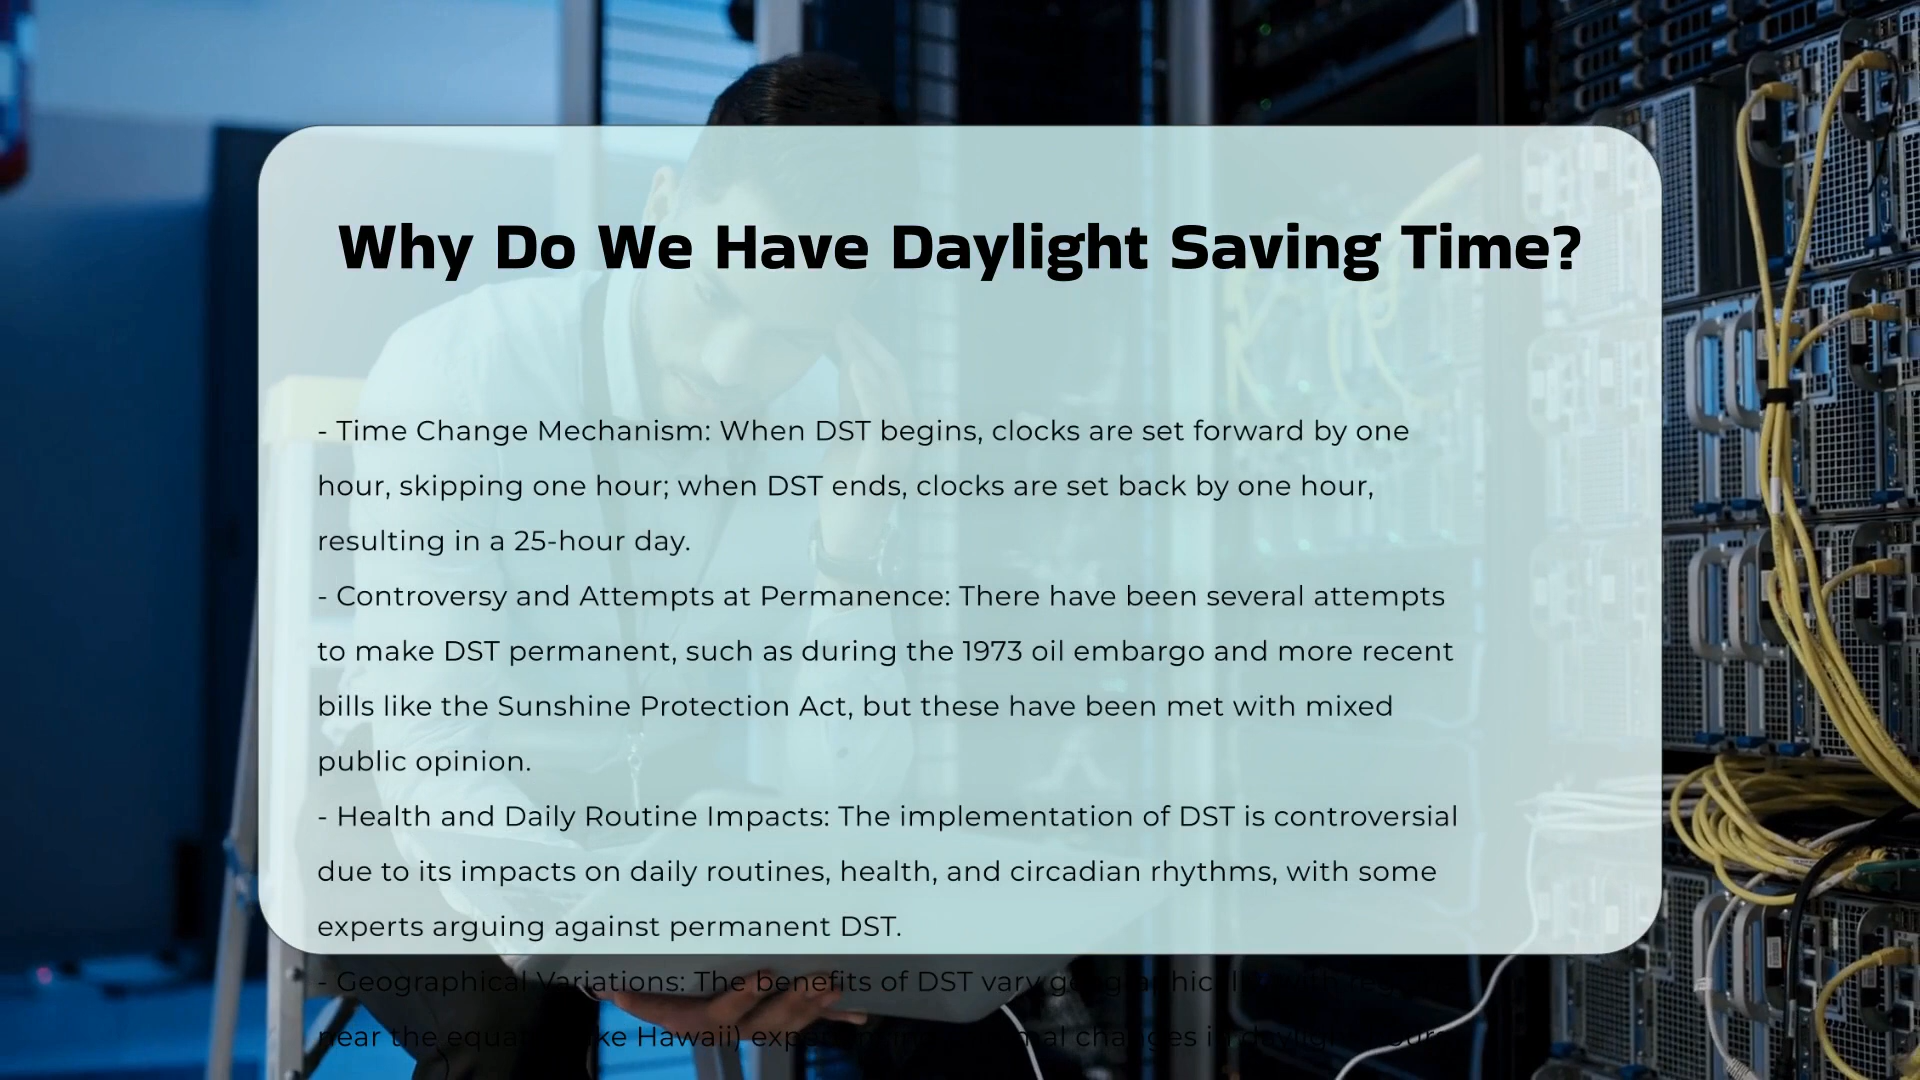 Why Do We Have Daylight Saving Time?
- Time Change Mechanism: When DST begins, clocks are set forward by one
hour, skipping one hour; when DST ends, clocks are set back by one hour,
resulting in a 25-hour day.
- Controversy and Attempts at Permanence: There have been several attempts
to make DST permanent, such as during the 1973 oil embargo and more recent
bills like the Sunshine Protection Act, but these have been met with mixed
public opinion.
- Health and Daily Routine Impacts: The implementation of DST is controversial
due to its impacts on daily routines, health, and circadian rhythms, with some
experts arguing against permanent DST.
- Geographical Variations: The benefits of DST vary
near the Hawaii) changes in